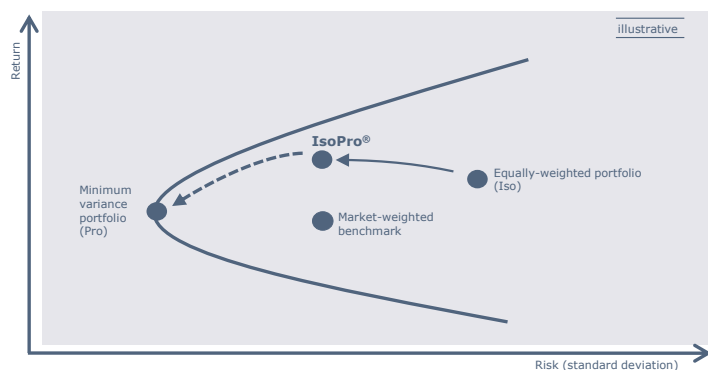 illustrative
Return
IsoPro®
Equally-weighted portfolio
(Iso)
Minimum
variance
portfolio
(Pro)
Market-weighted
benchmark
Risk (standard deviation)